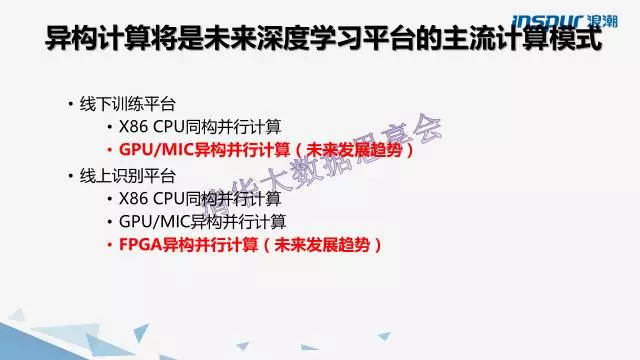 inspur 浪潮
异构计算将是未来深度学习平台的主流计算模式
• 线下训练平台
• X86 CPU同构并行计算
• GPU/MIC异构并行计算（未来发展趋势）
• 线上识别平台
• X86 CPU同构并行计算
• GPU/MIC异构并行计算
• FPGA异构并行计算（未来发展趋势）
清华大数据思享会